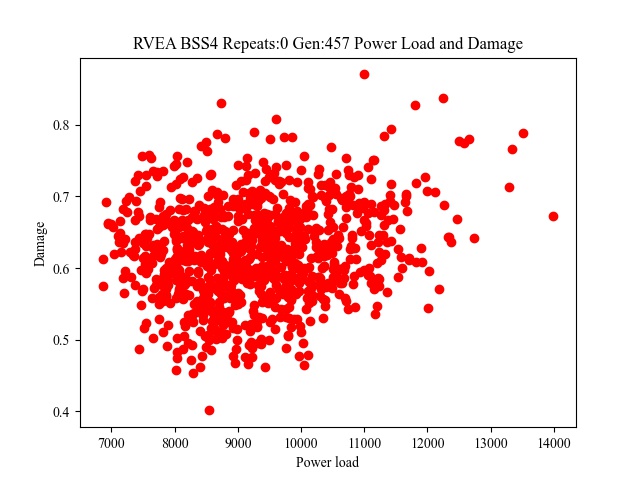 RVEA BSS4 Repeats:0 Gen:457 Power Load and Damage
Damage
0.8
0.7
0.6
0.5
0.4
7000 8000 9000 10000 11000 12000 13000 14000
Power load